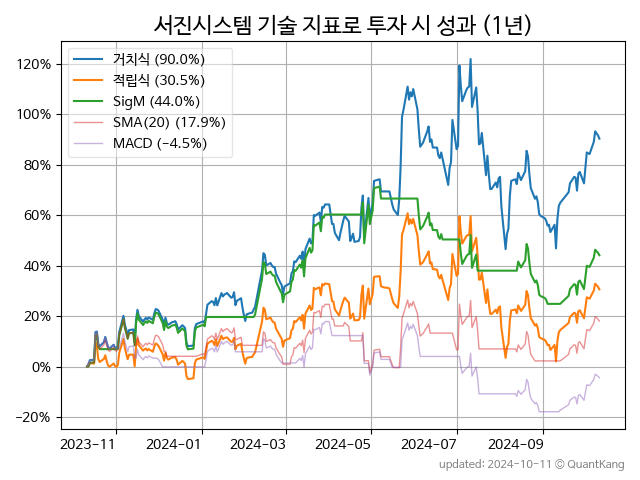 서진시스템 기술 지표로 투자 시 성과 (1년)
거치식 (90.0%)
적립식 (30.5%)
SigM (44.0%)
SMA(20) (17.9%)
MACD (−4.5%)
120%
100%
80%
60%
40%
20%
0%
−20%
2023-11 2024-01 2024-03 2024-05 2024-07 2024-09
updated: 2024-10-11 © QuantKang